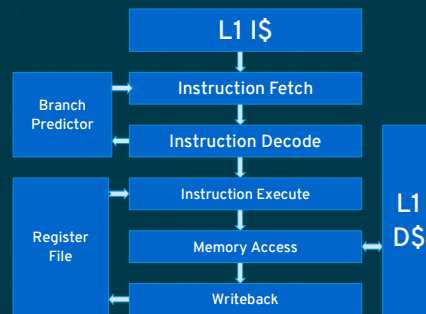 L1 I$
Instruction Fetch
Branch
Predictor
Instruction Decode
Instruction Execute
L1
D$
Register
File
Memory Access
Writeback